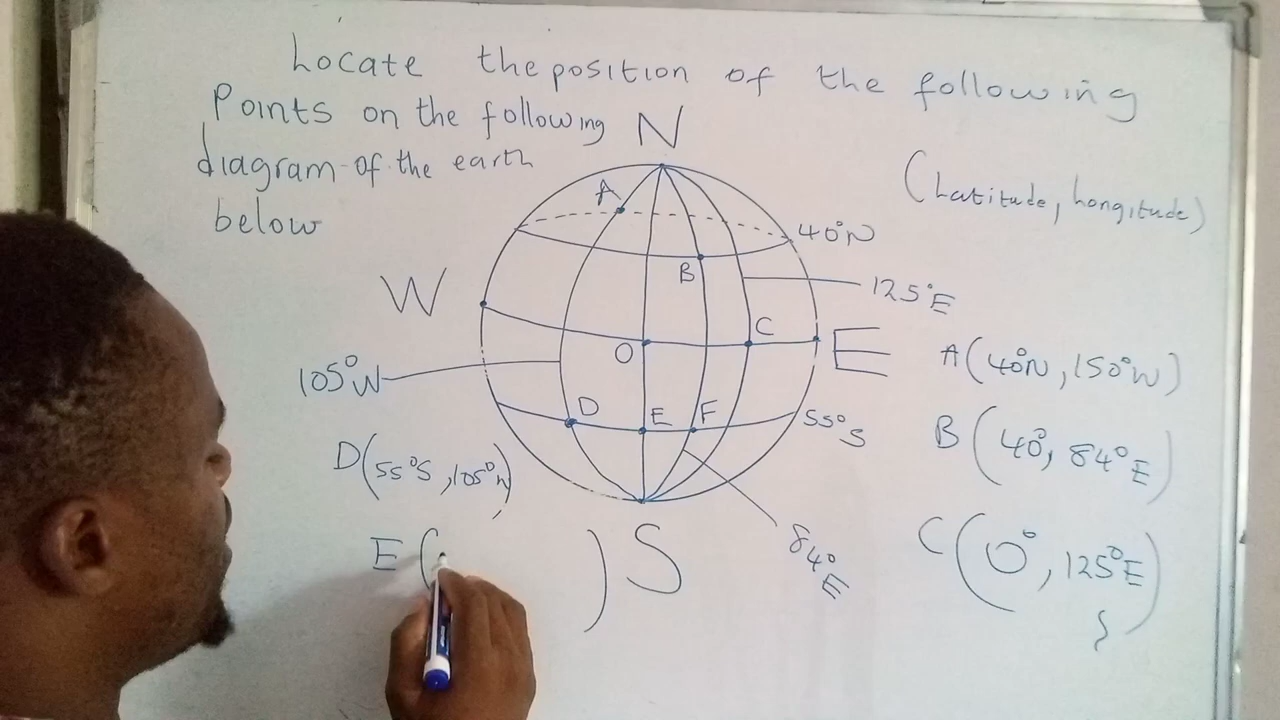 Locate the position of the following
Points on the following
diagram of the earth
below
N
(Latitude, Longitude)
A
40°N
B
W
125°E
C
O
E
A(40°N, 150°W)
105°W
D
E
F
55°S
B(40°, 84°E)
D(55°S, 105°W)
E(
)
S
84°E
C(0°, 125°E)